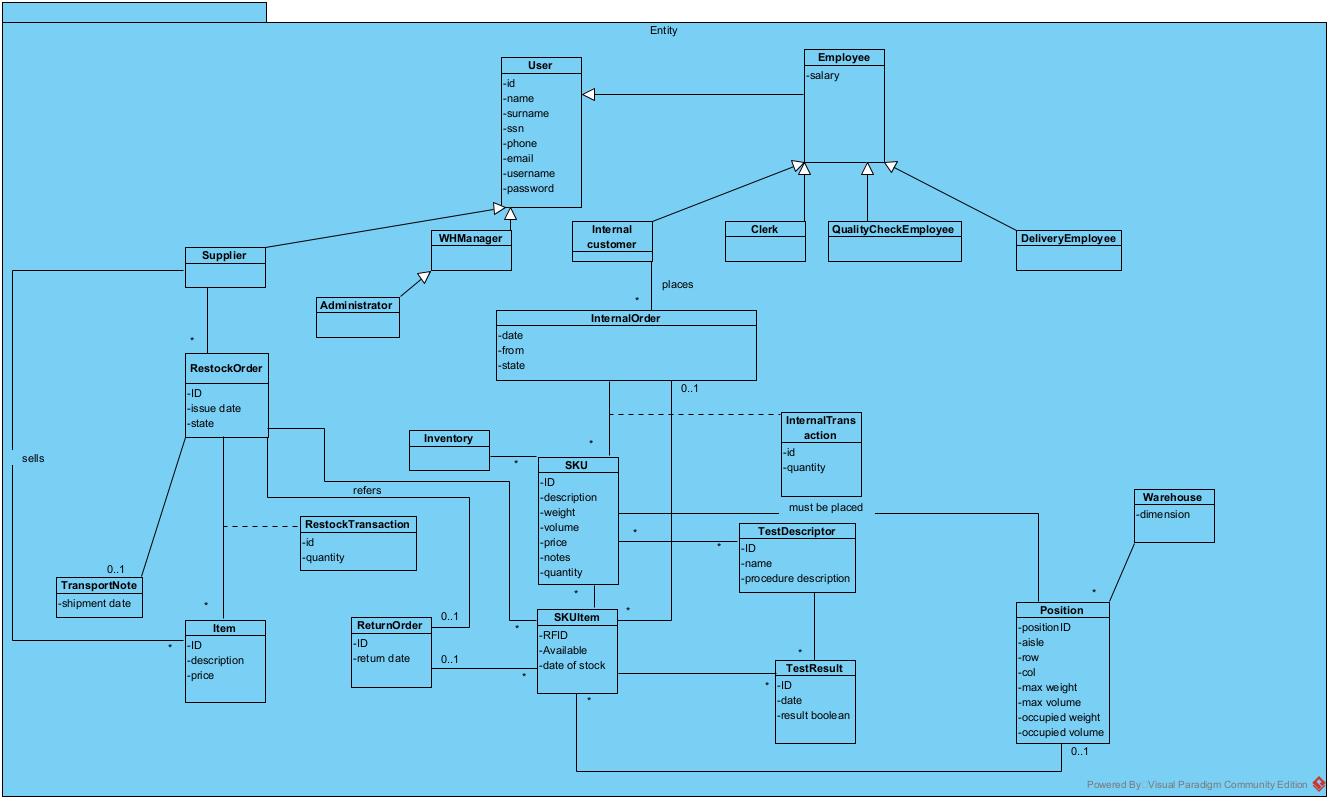 Entity
User
-id
-name
-surname
-ssn
-phone
-email
-username
-password
Employee
-salary
Supplier
WHManager
Administrator
Internal
customer
Clerk
QualityCheckEmployee
DeliveryEmployee
places
*
InternalOrder
-date
-from
-state
0..1
*
RestockOrder
-ID
-issue date
-state
sells
Inventory
*
*
SKU
-ID
-description
-weight
-volume
-price
-notes
-quantity
InternalTrans
action
-id
-quantity
must be placed
Warehouse
-dimension
refers
RestockTransaction
-id
-quantity
*
*
TestDescriptor
-ID
-name
-procedure description
0..1
TransportNote
-shipment date
*
*
Item
-ID
-description
-price
ReturnOrder
-ID
-return date
0..1
0..1
*
*
*
*
SKUItem
-RFID
-Available
-date of stock
*
*
*
TestResult
-ID
-date
-result boolean
*
Position
-positionID
-aisle
-row
-col
-max weight
-max volume
-occupied weight
-occupied volume
0..1
Powered By Visual Paradigm Community Edition